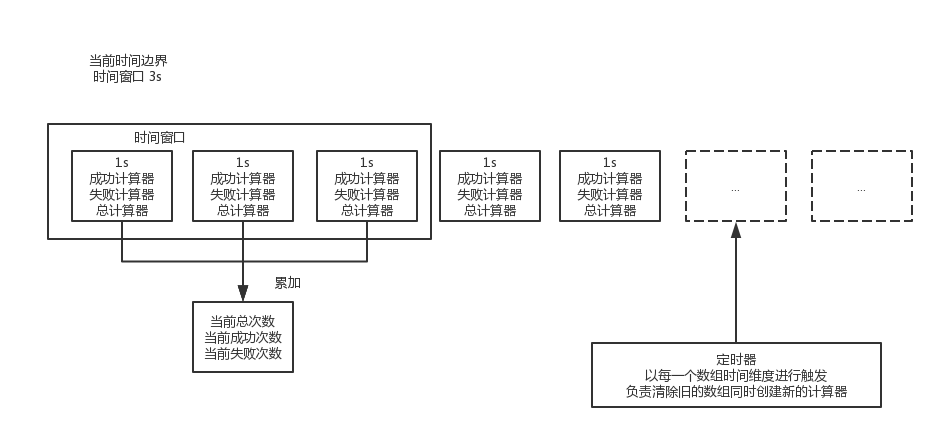 当前时间边界
时间窗口 3s
时间窗口
1s
成功计算器
失败计算器
总计算器
1s
成功计算器
失败计算器
总计算器
1s
成功计算器
失败计算器
总计算器
1s
成功计算器
失败计算器
总计算器
1s
成功计算器
失败计算器
总计算器
...
...
累加
当前总次数
当前成功次数
当前失败次数
定时器
以每一个数组时间维度进行触发
负责清除旧的数组同时创建新的计算器